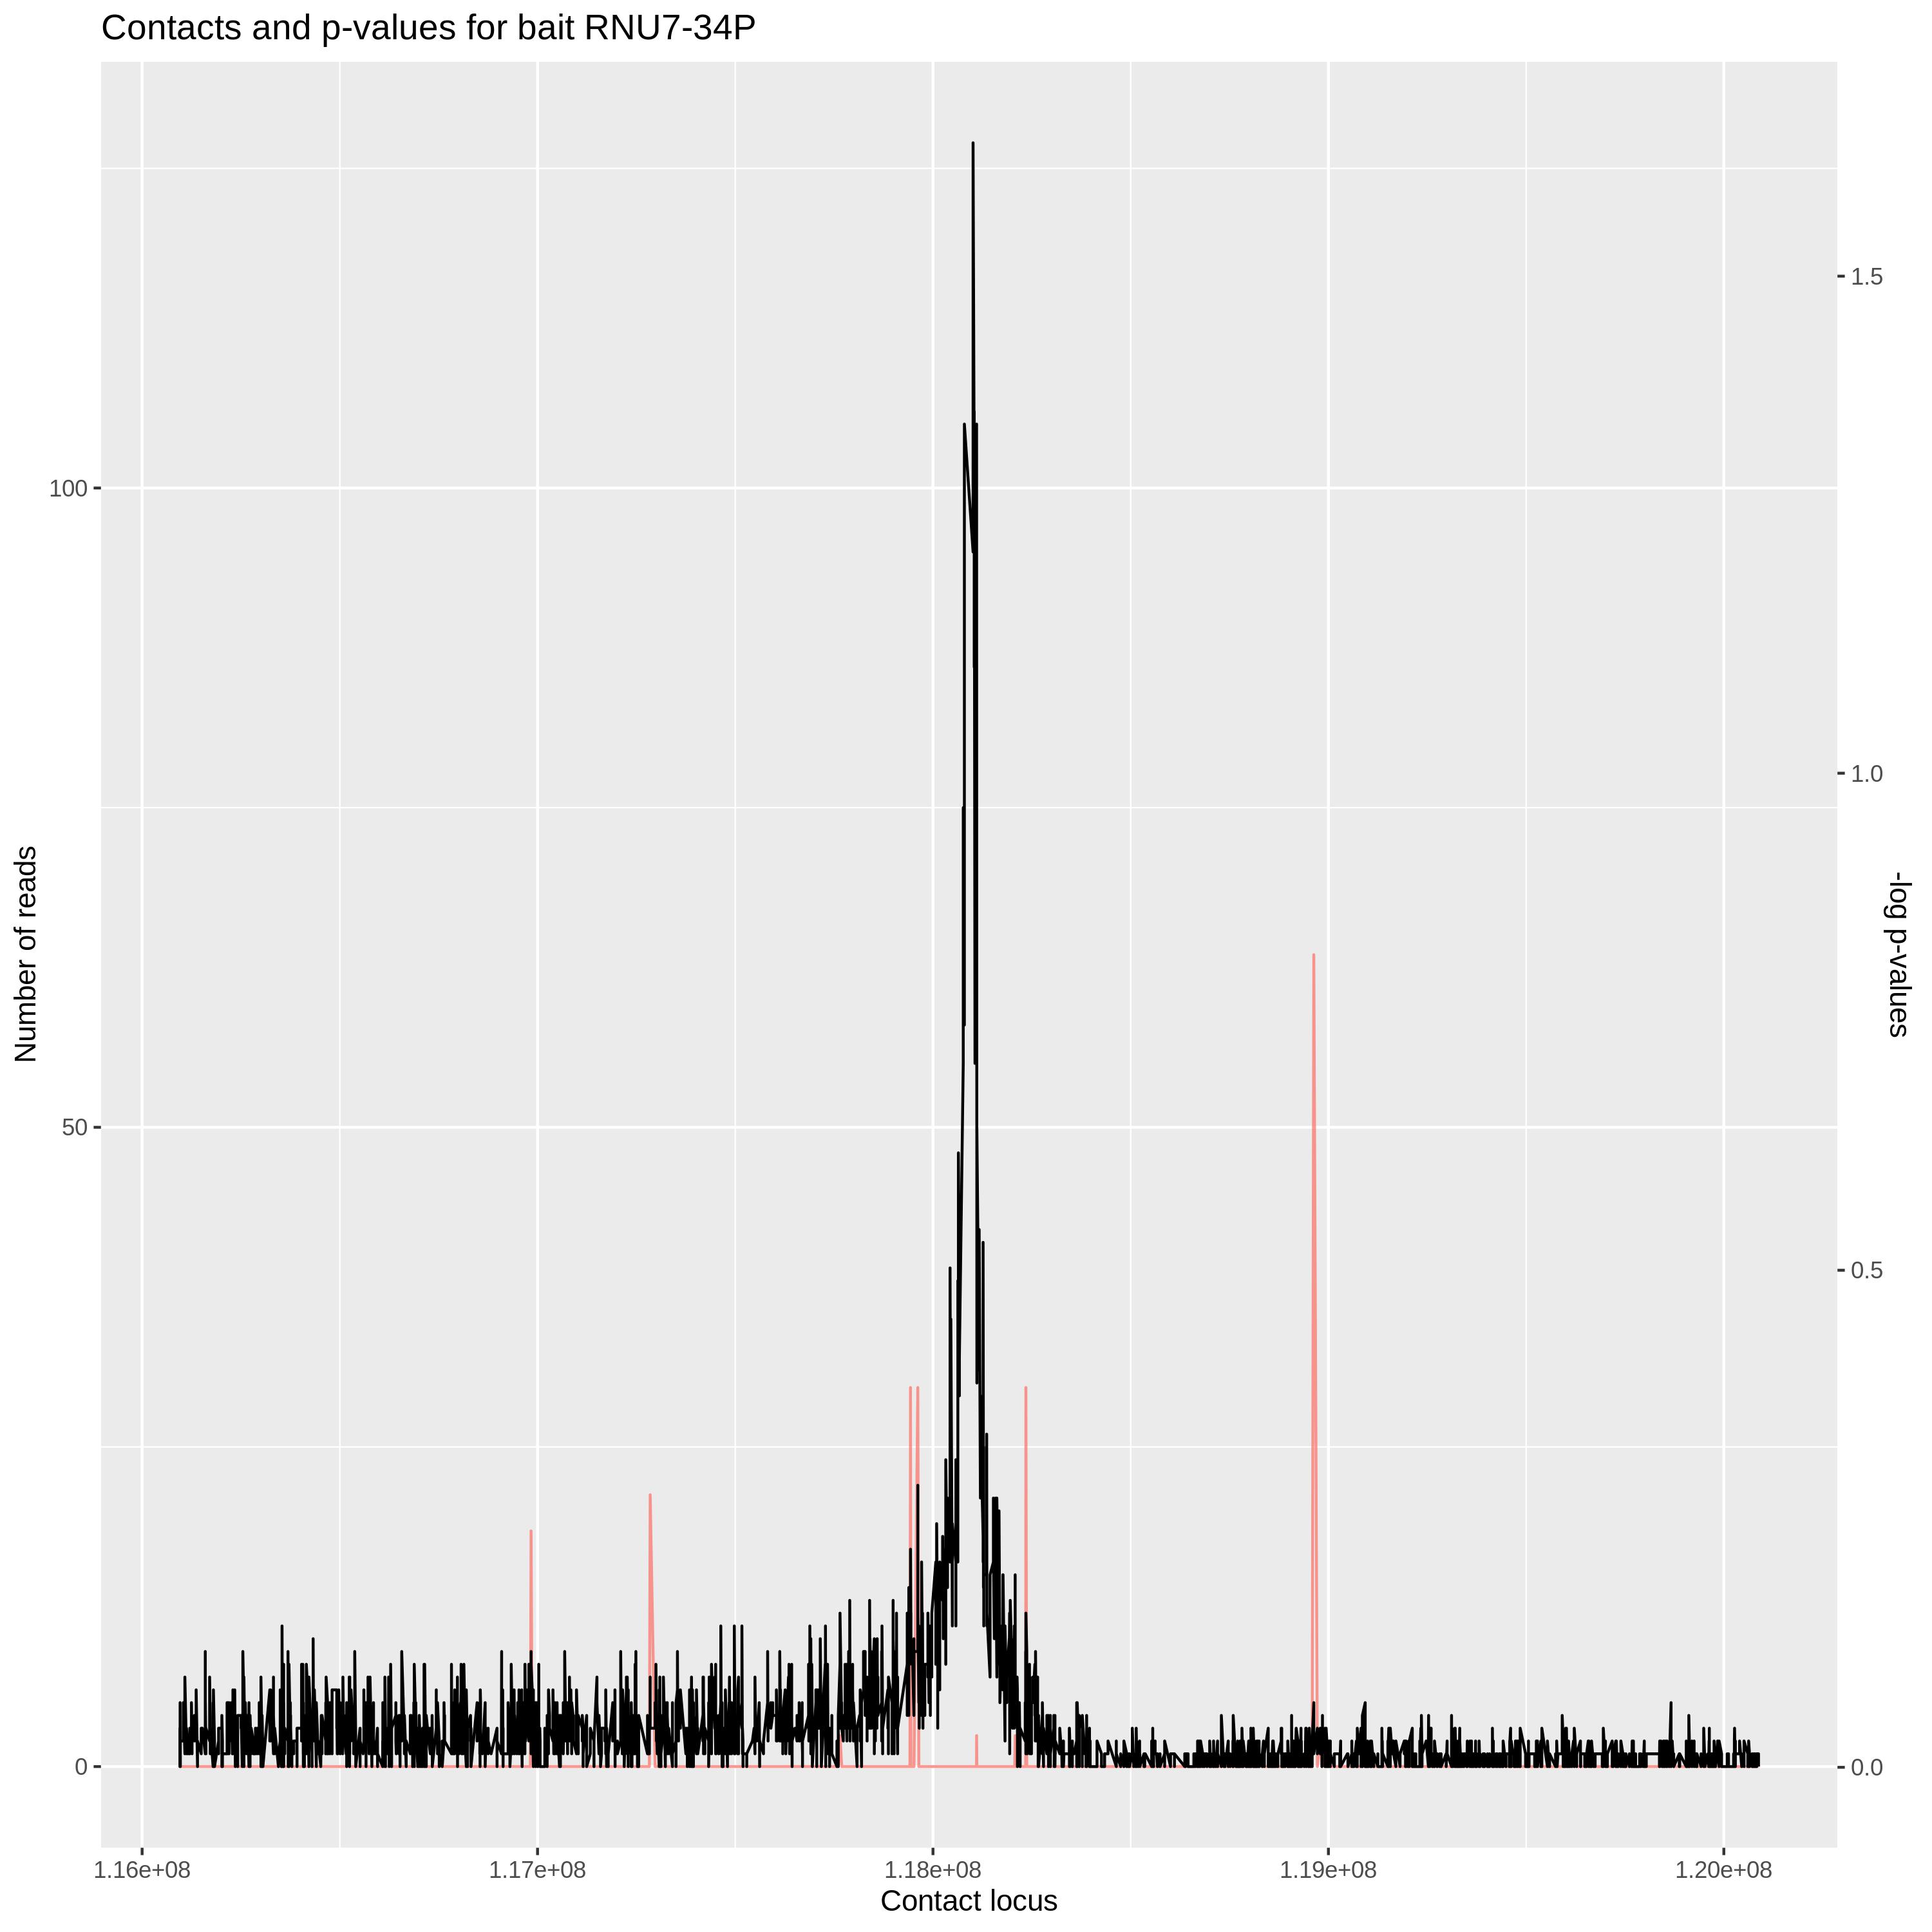 Contacts and p-values for bait RNU7-34P
Number of reads
100
50
0
1.5
1.0
0.5
0.0
-log p-values
1.16e+08 1.17e+08 1.18e+08 1.19e+08 1.20e+08
Contact locus